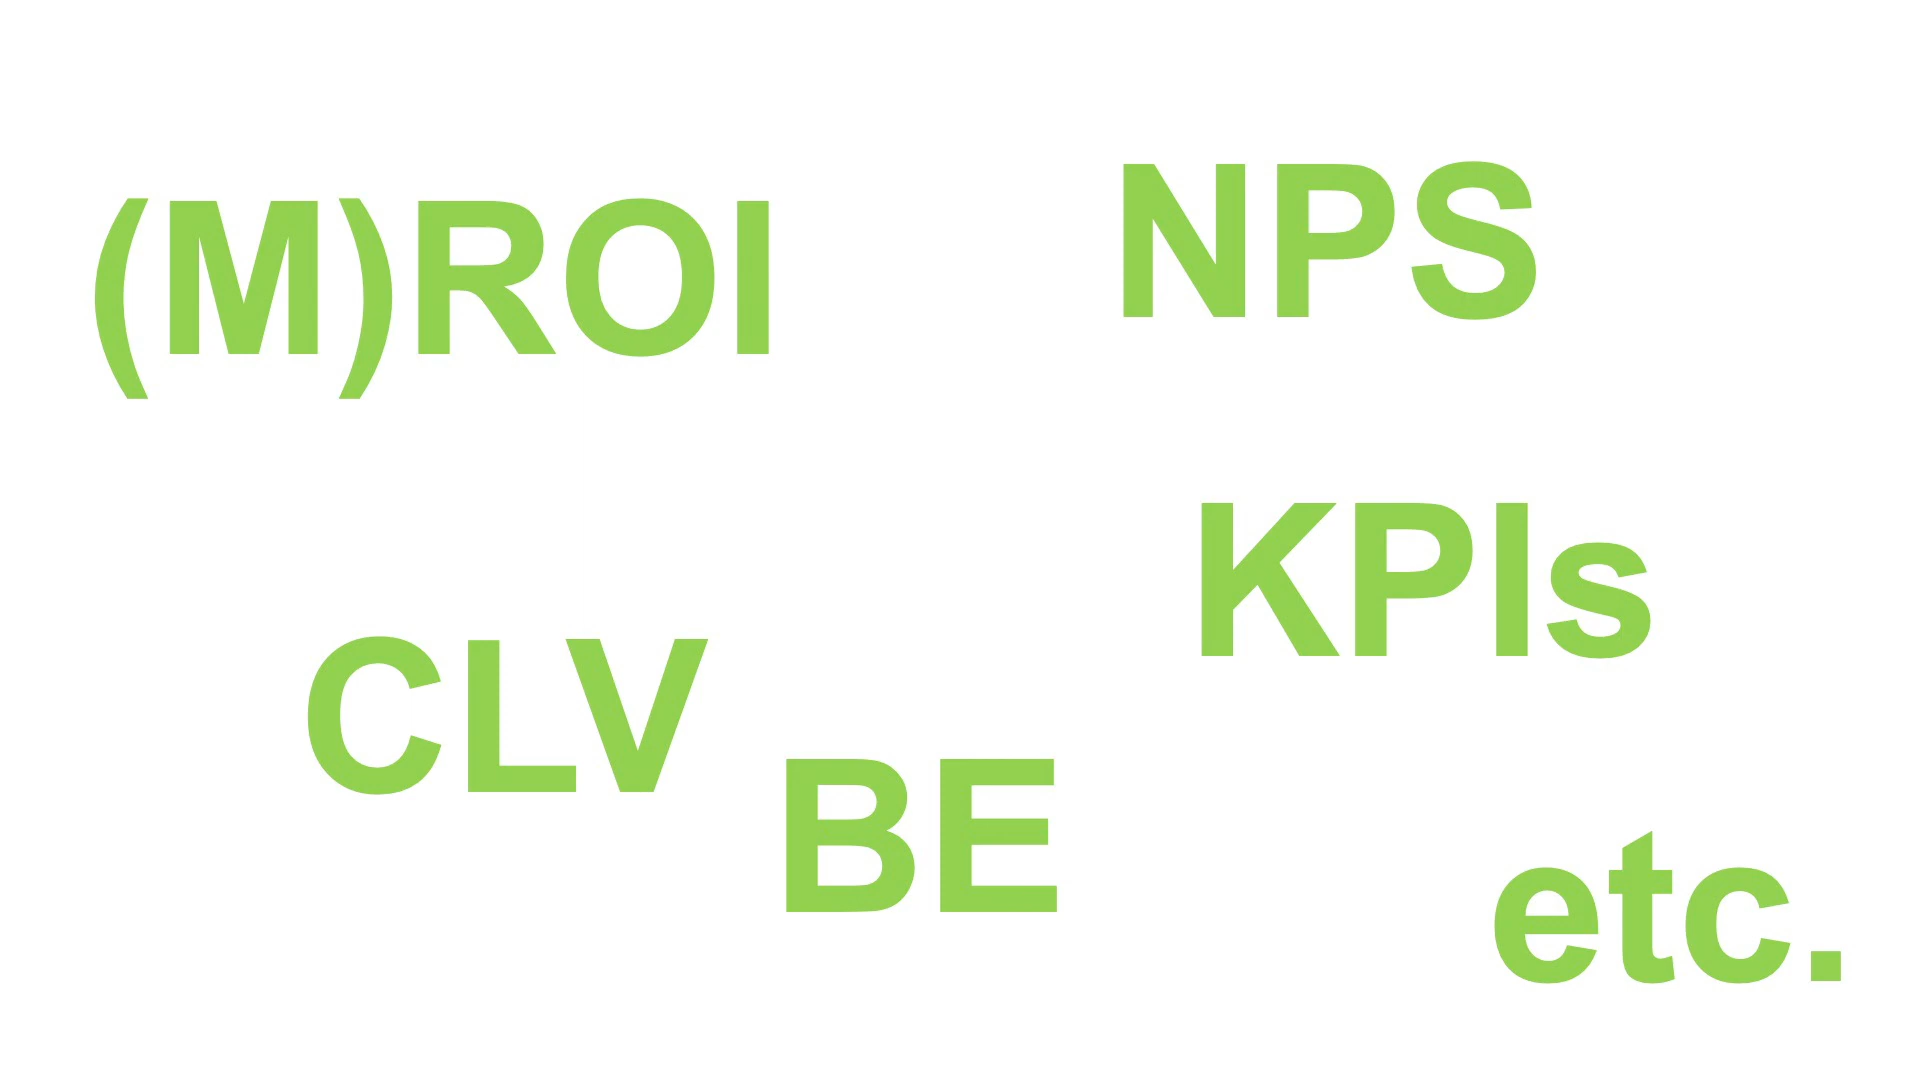 (M)ROI
NPS
KPIs
CLV
BE
etc.